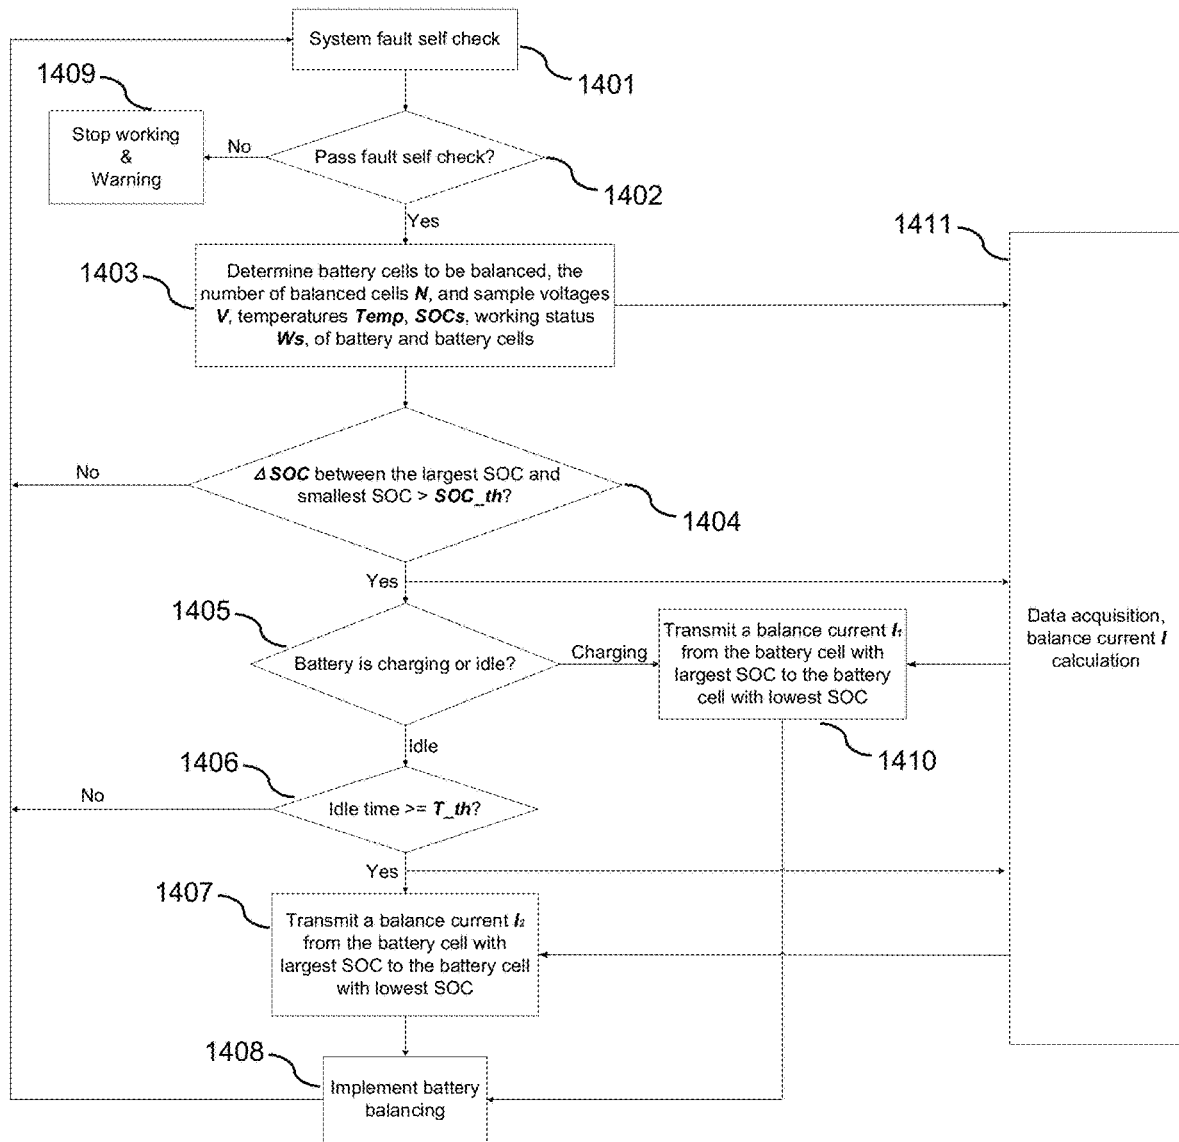 System fault self check
1401
1409
Stop working
&
Warning
No
Pass fault self check?
1402
Yes
1411
1403
Determine battery cells to be balanced, the
number of balanced cells N, and sample voltages
V, temperatures Temp, SOCs, working status
Ws, of battery and battery cells
No
ΔSOC between the largest SOC and
smallest SOC > SOC_th?
1404
Yes
1405
Battery is charging or idle?
Charging
Transmit a balance current I₁
from the battery cell with
largest SOC to the battery
cell with lowest SOC
1410
Data acquisition,
balance current I
calculation
Idle
1406
No
Idle time >= T_th?
Yes
1407
Transmit a balance current I₂
from the battery cell with
largest SOC to the battery cell
with lowest SOC
1408
Implement battery
balancing